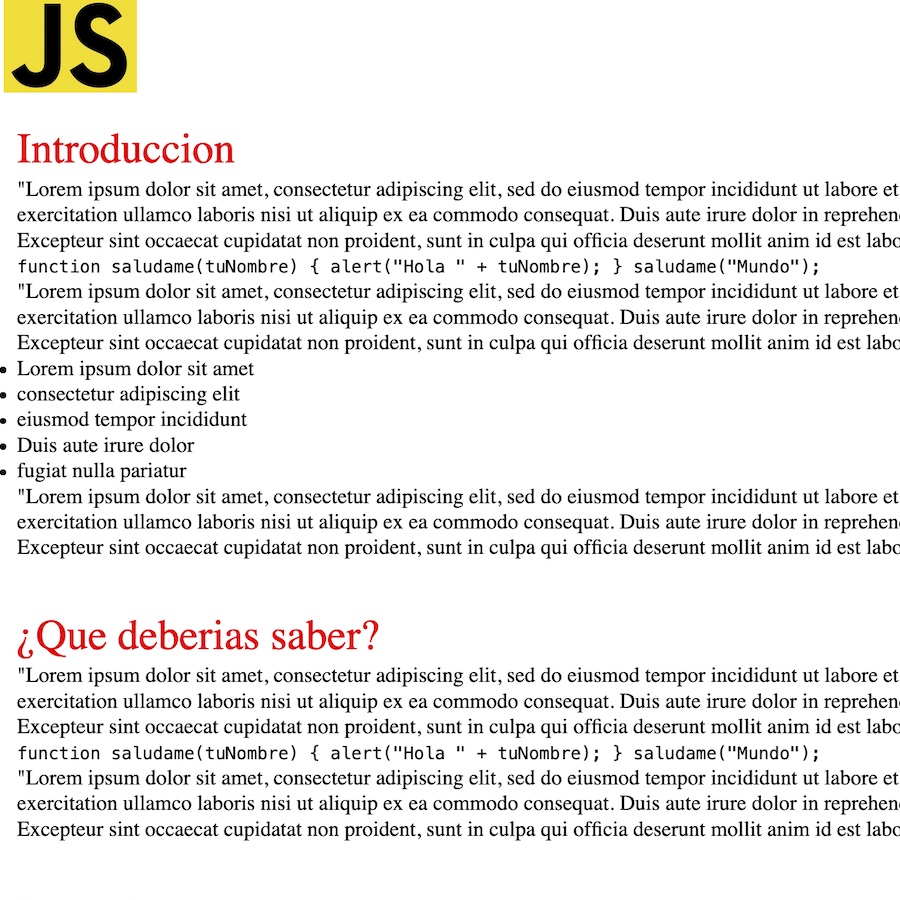 JS
Introduccion
"Lorem ipsum dolor sit amet, consectetur adipiscing elit, sed do eiusmod tempor incididunt ut labore et
exercitation ullamco laboris nisi ut aliquip ex ea commodo consequat. Duis aute irure dolor in
Excepteur sint occaecat cupidatat non proident, sunt in culpa qui officia deserunt mollit anim id est
function saludame(tuNombre) { alert("Hola " + tuNombre); } saludame("Mundo");
"Lorem ipsum dolor sit amet, consectetur adipiscing elit, sed do eiusmod tempor incididunt ut labore et
exercitation ullamco laboris nisi ut aliquip ex ea commodo consequat. Duis aute irure dolor in
Excepteur sint occaecat cupidatat non proident, sunt in culpa qui officia deserunt mollit anim id est
• Lorem ipsum dolor sit amet
• consectetur adipiscing elit
• eiusmod tempor incididunt
• Duis aute irure dolor
• fugiat nulla pariatur
"Lorem ipsum dolor sit amet, consectetur adipiscing elit, sed do eiusmod tempor incididunt ut labore et
exercitation ullamco laboris nisi ut aliquip ex ea commodo consequat. Duis aute irure dolor in
Excepteur sint occaecat cupidatat non proident, sunt in culpa qui officia deserunt mollit anim id est
¿Que deberias saber?
"Lorem ipsum dolor sit amet, consectetur adipiscing elit, sed do eiusmod tempor incididunt ut labore et
exercitation ullamco laboris nisi ut aliquip ex ea commodo consequat. Duis aute irure dolor in
Excepteur sint occaecat cupidatat non proident, sunt in culpa qui officia deserunt mollit anim id est
function saludame(tuNombre) { alert("Hola " + tuNombre); } saludame("Mundo");
"Lorem ipsum dolor sit amet, consectetur adipiscing elit, sed do eiusmod tempor incididunt ut labore et
exercitation ullamco laboris nisi ut aliquip ex ea commodo consequat. Duis aute irure dolor in
Excepteur sint occaecat cupidatat non proident, sunt in culpa qui officia deserunt mollit anim id est